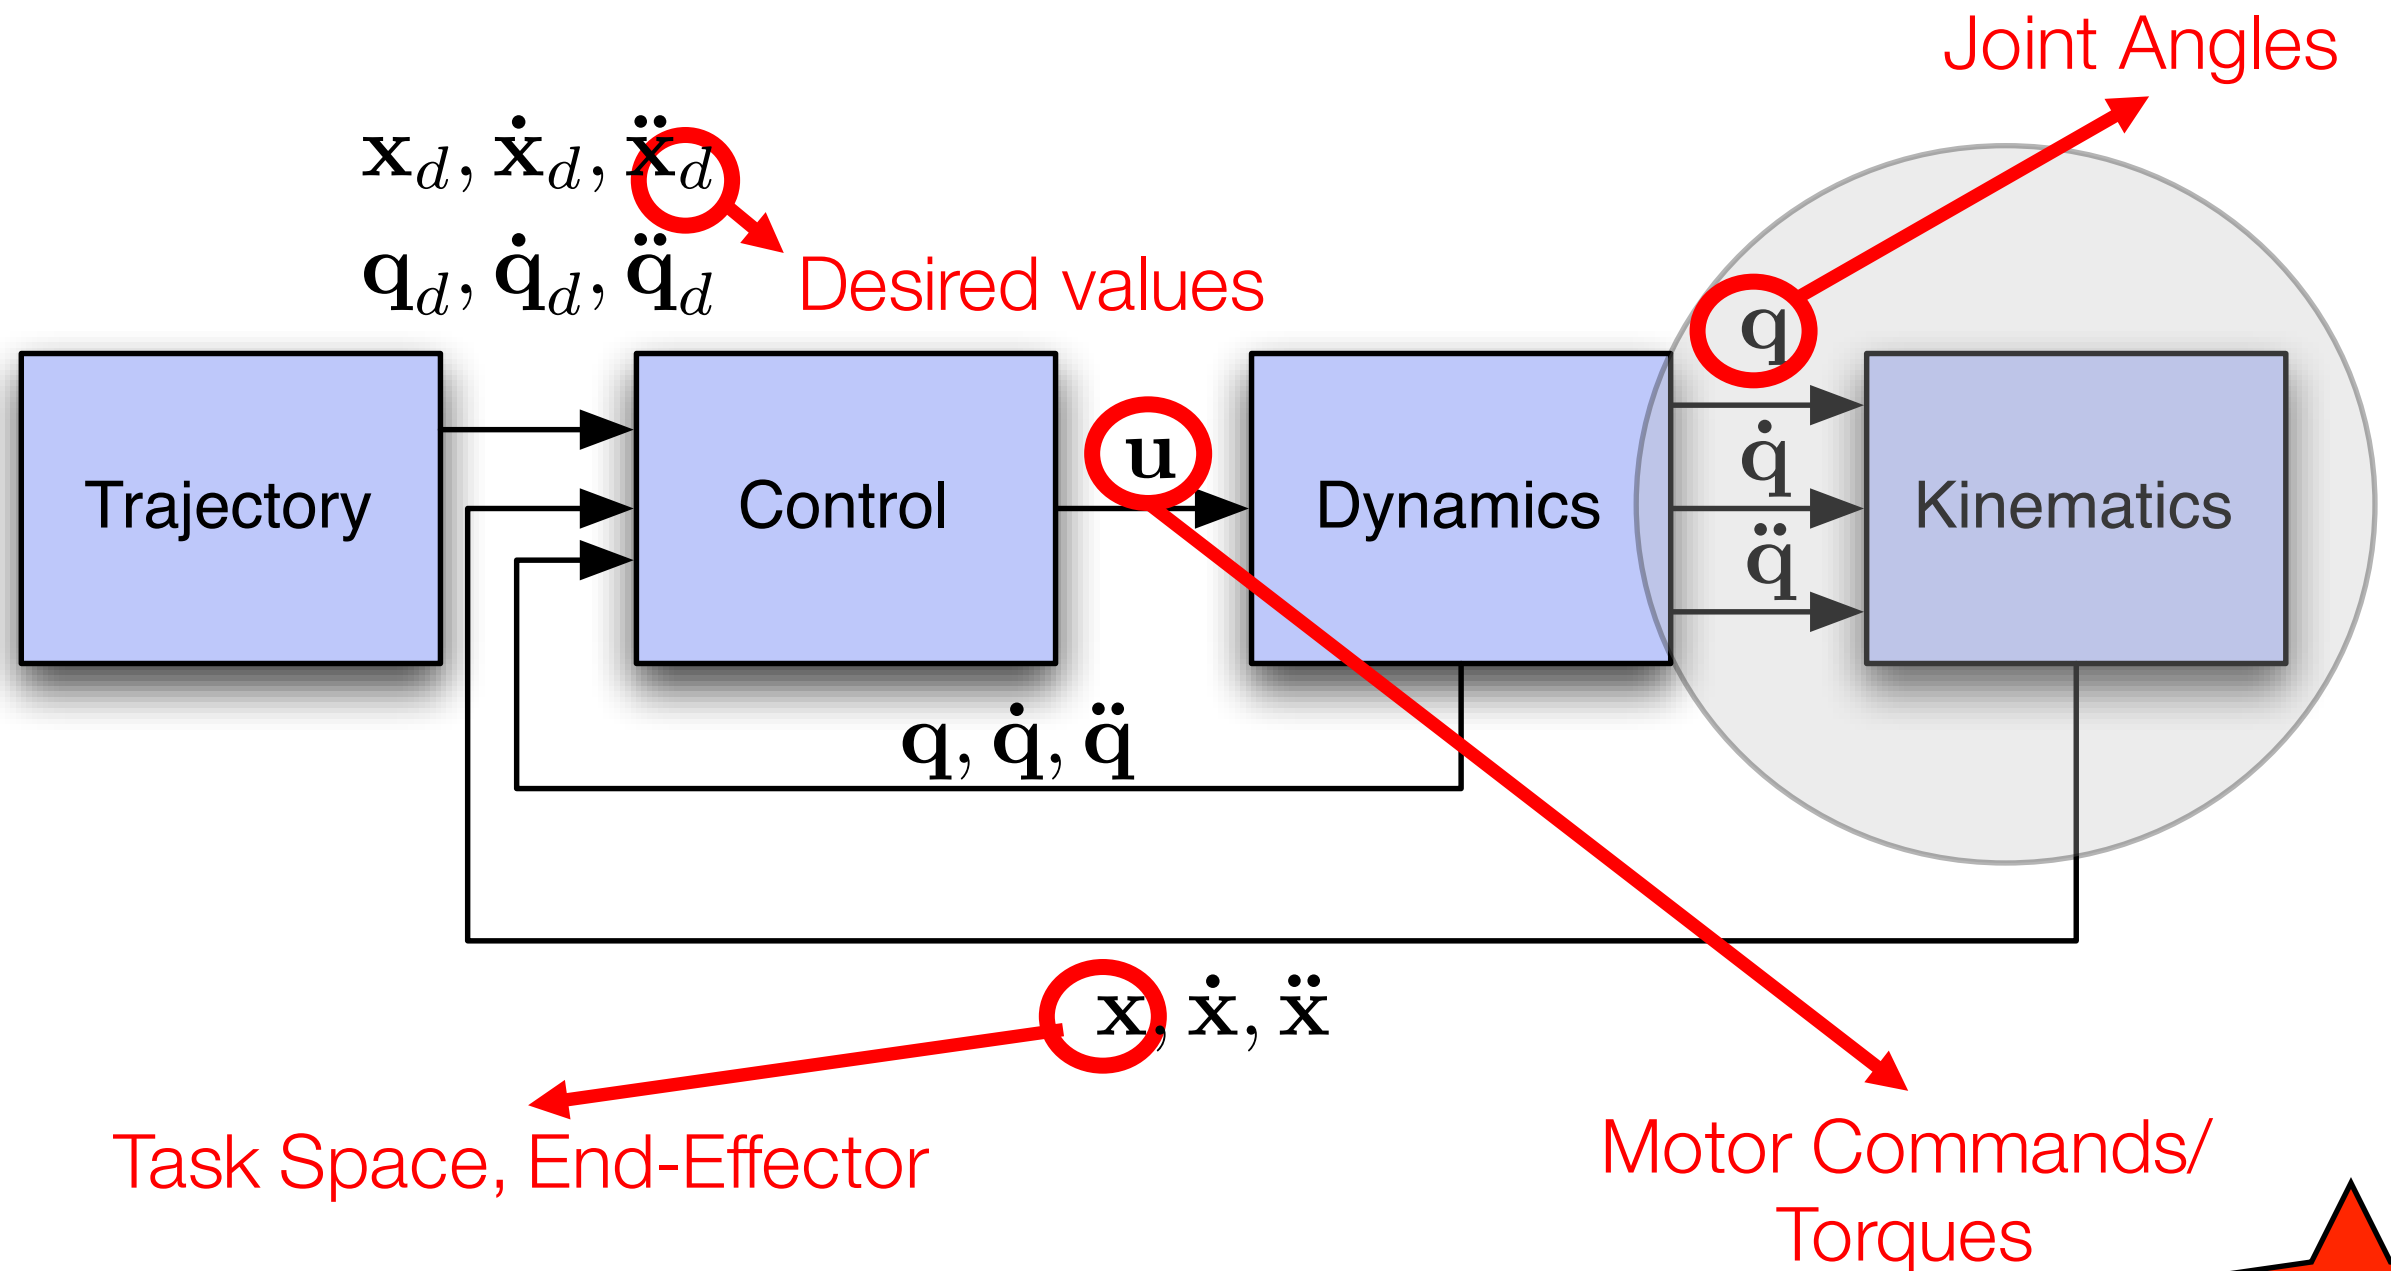 Joint Angles
𝐱_d, 𝐱̇_d, 𝐱̈_d
𝐪_d, 𝐪̇_d, 𝐪̈_d
Desired values
𝐪
Trajectory
Control
𝐮
Dynamics
𝐪̇
𝐪̈
Kinematics
𝐪, 𝐪̇, 𝐪̈
𝐱, 𝐱̇, 𝐱̈
Task Space, End-Effector
Motor Commands/
Torques